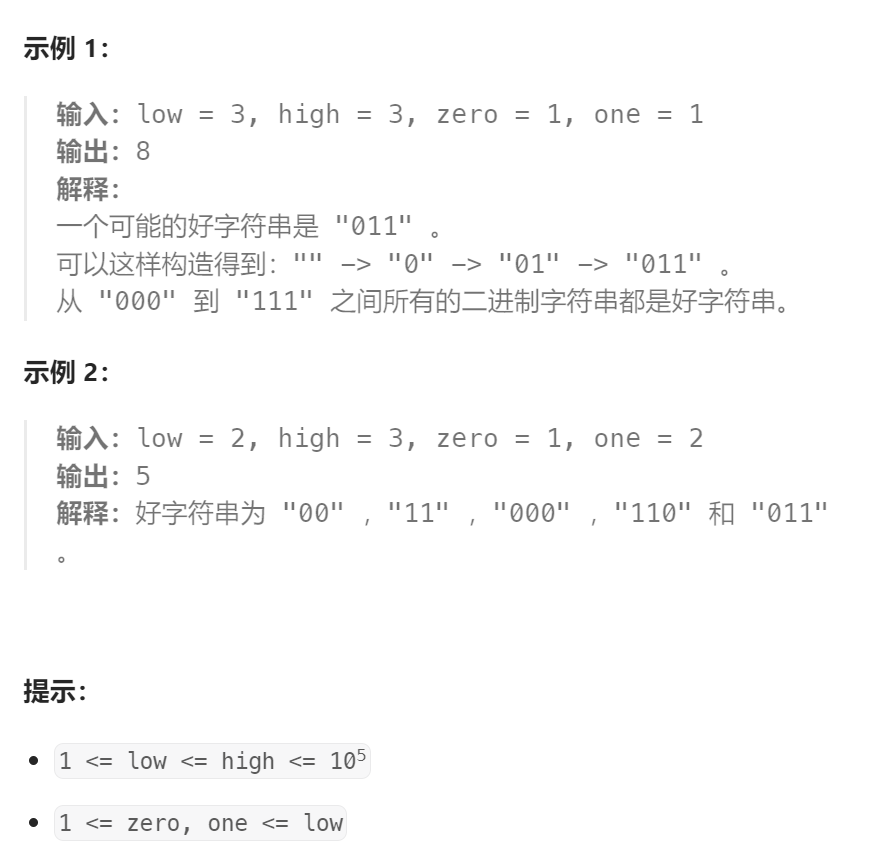 示例 1：
输入：low = 3, high = 3, zero = 1, one = 1
输出：8
解释：
一个可能的好字符串是 "011" 。
可以这样构造得到："" -> "0" -> "01" -> "011" 。
从 "000" 到 "111" 之间所有的二进制字符串都是好字符串。
示例 2：
输入：low = 2, high = 3, zero = 1, one = 2
输出：5
解释：好字符串为 "00" ，"11" ，"000" ，"110" 和 "011"
。
提示：
• 1 <= low <= high <= 10⁵
• 1 <= zero, one <= low